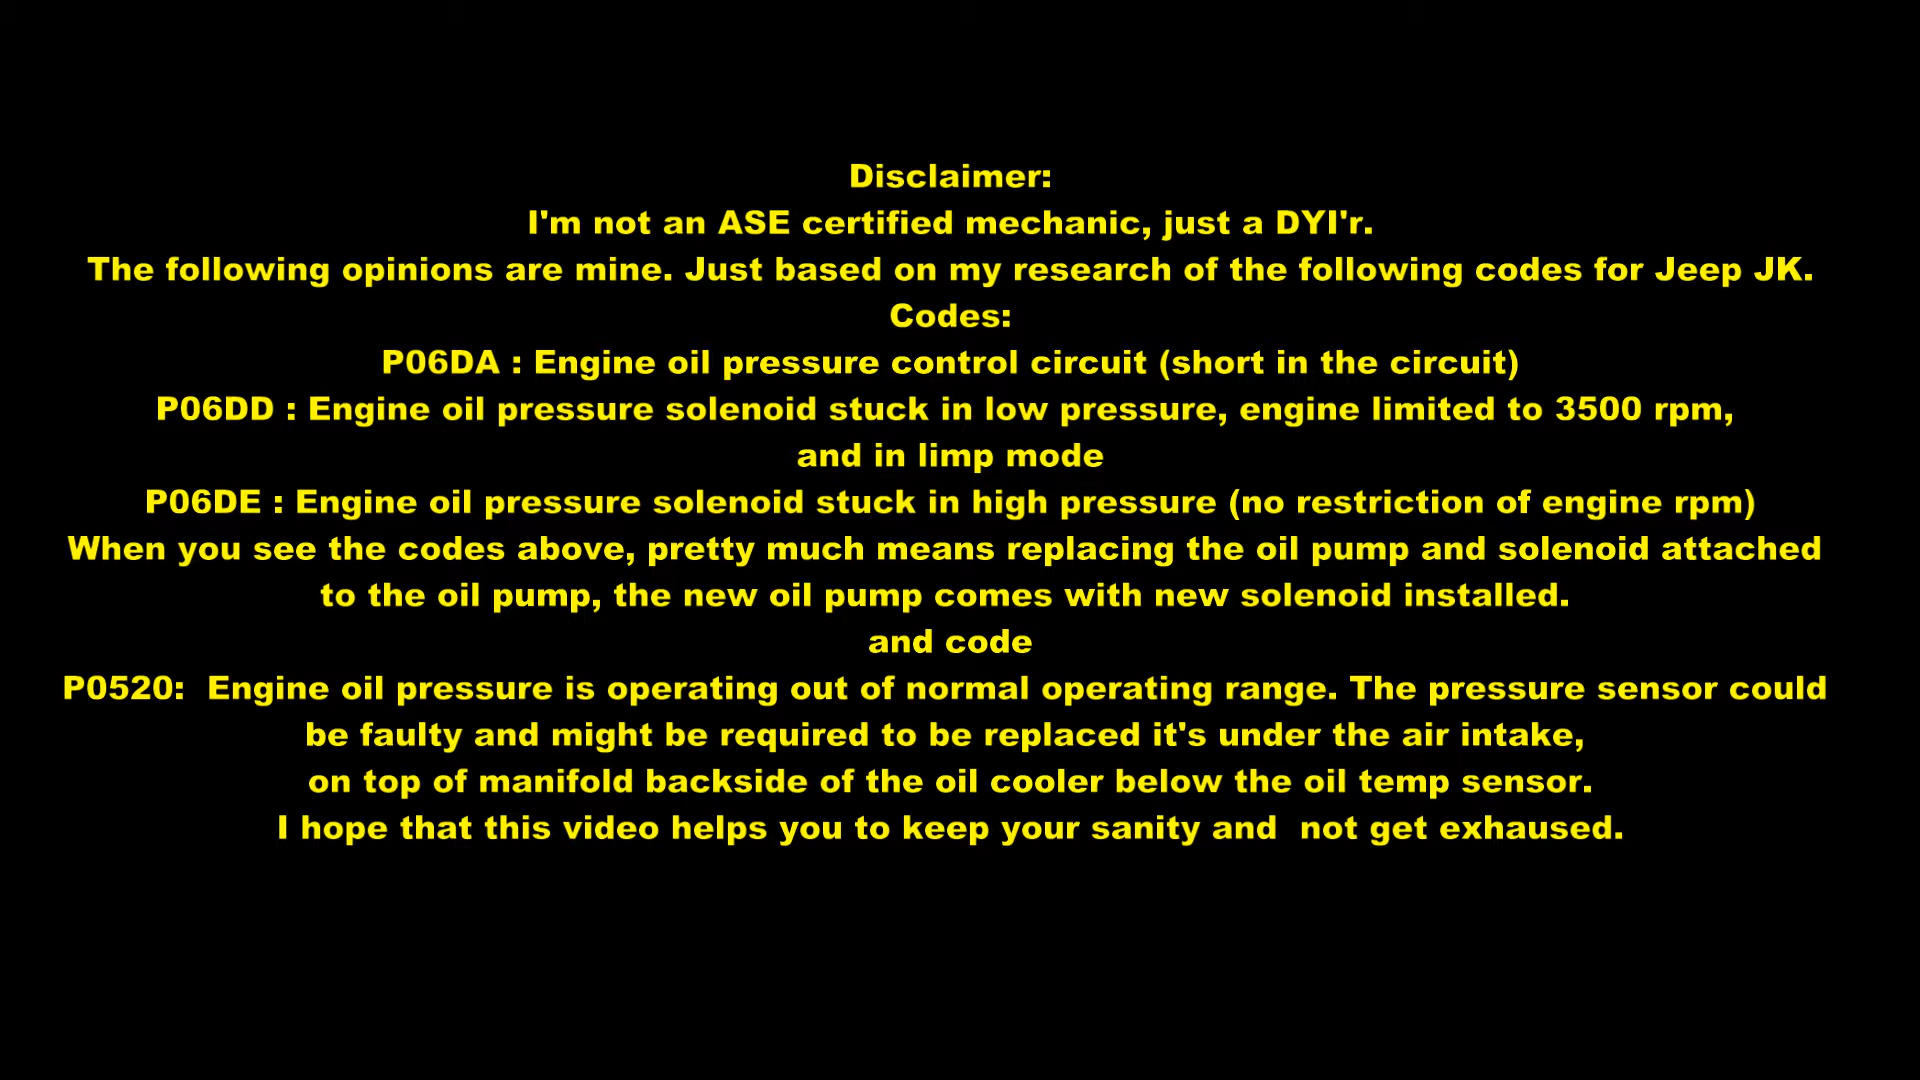 Disclaimer:
I'm not an ASE certified mechanic, just a DYI'r.
The following opinions are mine. Just based on my research of the following codes for Jeep JK.
Codes:
P06DA : Engine oil pressure control circuit (short in the circuit)
P06DD : Engine oil pressure solenoid stuck in low pressure, engine limited to 3500 rpm,
and in limp mode
P06DE : Engine oil pressure solenoid stuck in high pressure (no restriction of engine rpm)
When you see the codes above, pretty much means replacing the oil pump and solenoid attached
to the oil pump, the new oil pump comes with new solenoid installed.
and code
P0520:  Engine oil pressure is operating out of normal operating range. The pressure sensor could
be faulty and might be required to be replaced it's under the air intake,
on top of manifold backside of the oil cooler below the oil temp sensor.
I hope that this video helps you to keep your sanity and  not get exhaused.